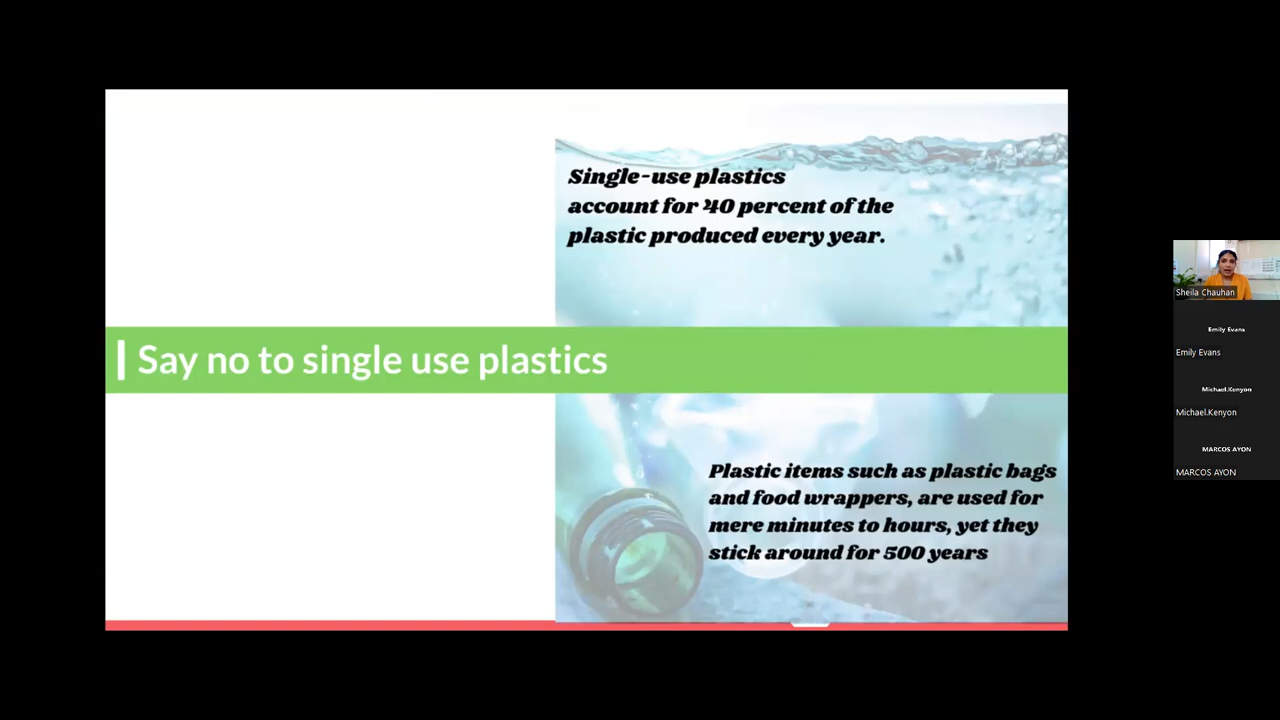 Single-use plastics
account for 40 percent of the
plastic produced every year.
Say no to single use plastics
Plastic items such as plastic bags
and food wrappers, are used for
mere minutes to hours, yet they
stick around for 500 years
Sheila Chauhan
Emily Evans
Emily Evans
Michael.Kenyon
Michael.Kenyon
MARCOS AYON
MARCOS AYON